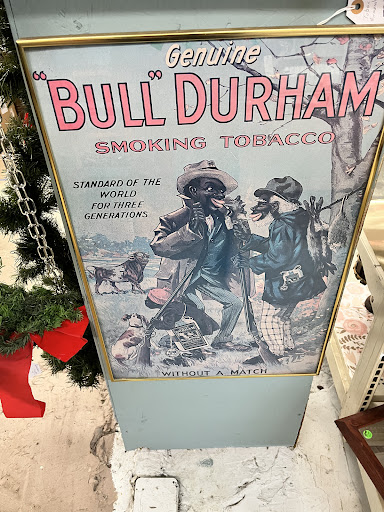 Genuine
"BULL" DURHAM
SMOKING TOBACCO
STANDARD OF THE
WORLD
FOR THREE
GENERATIONS
WITHOUT A MATCH